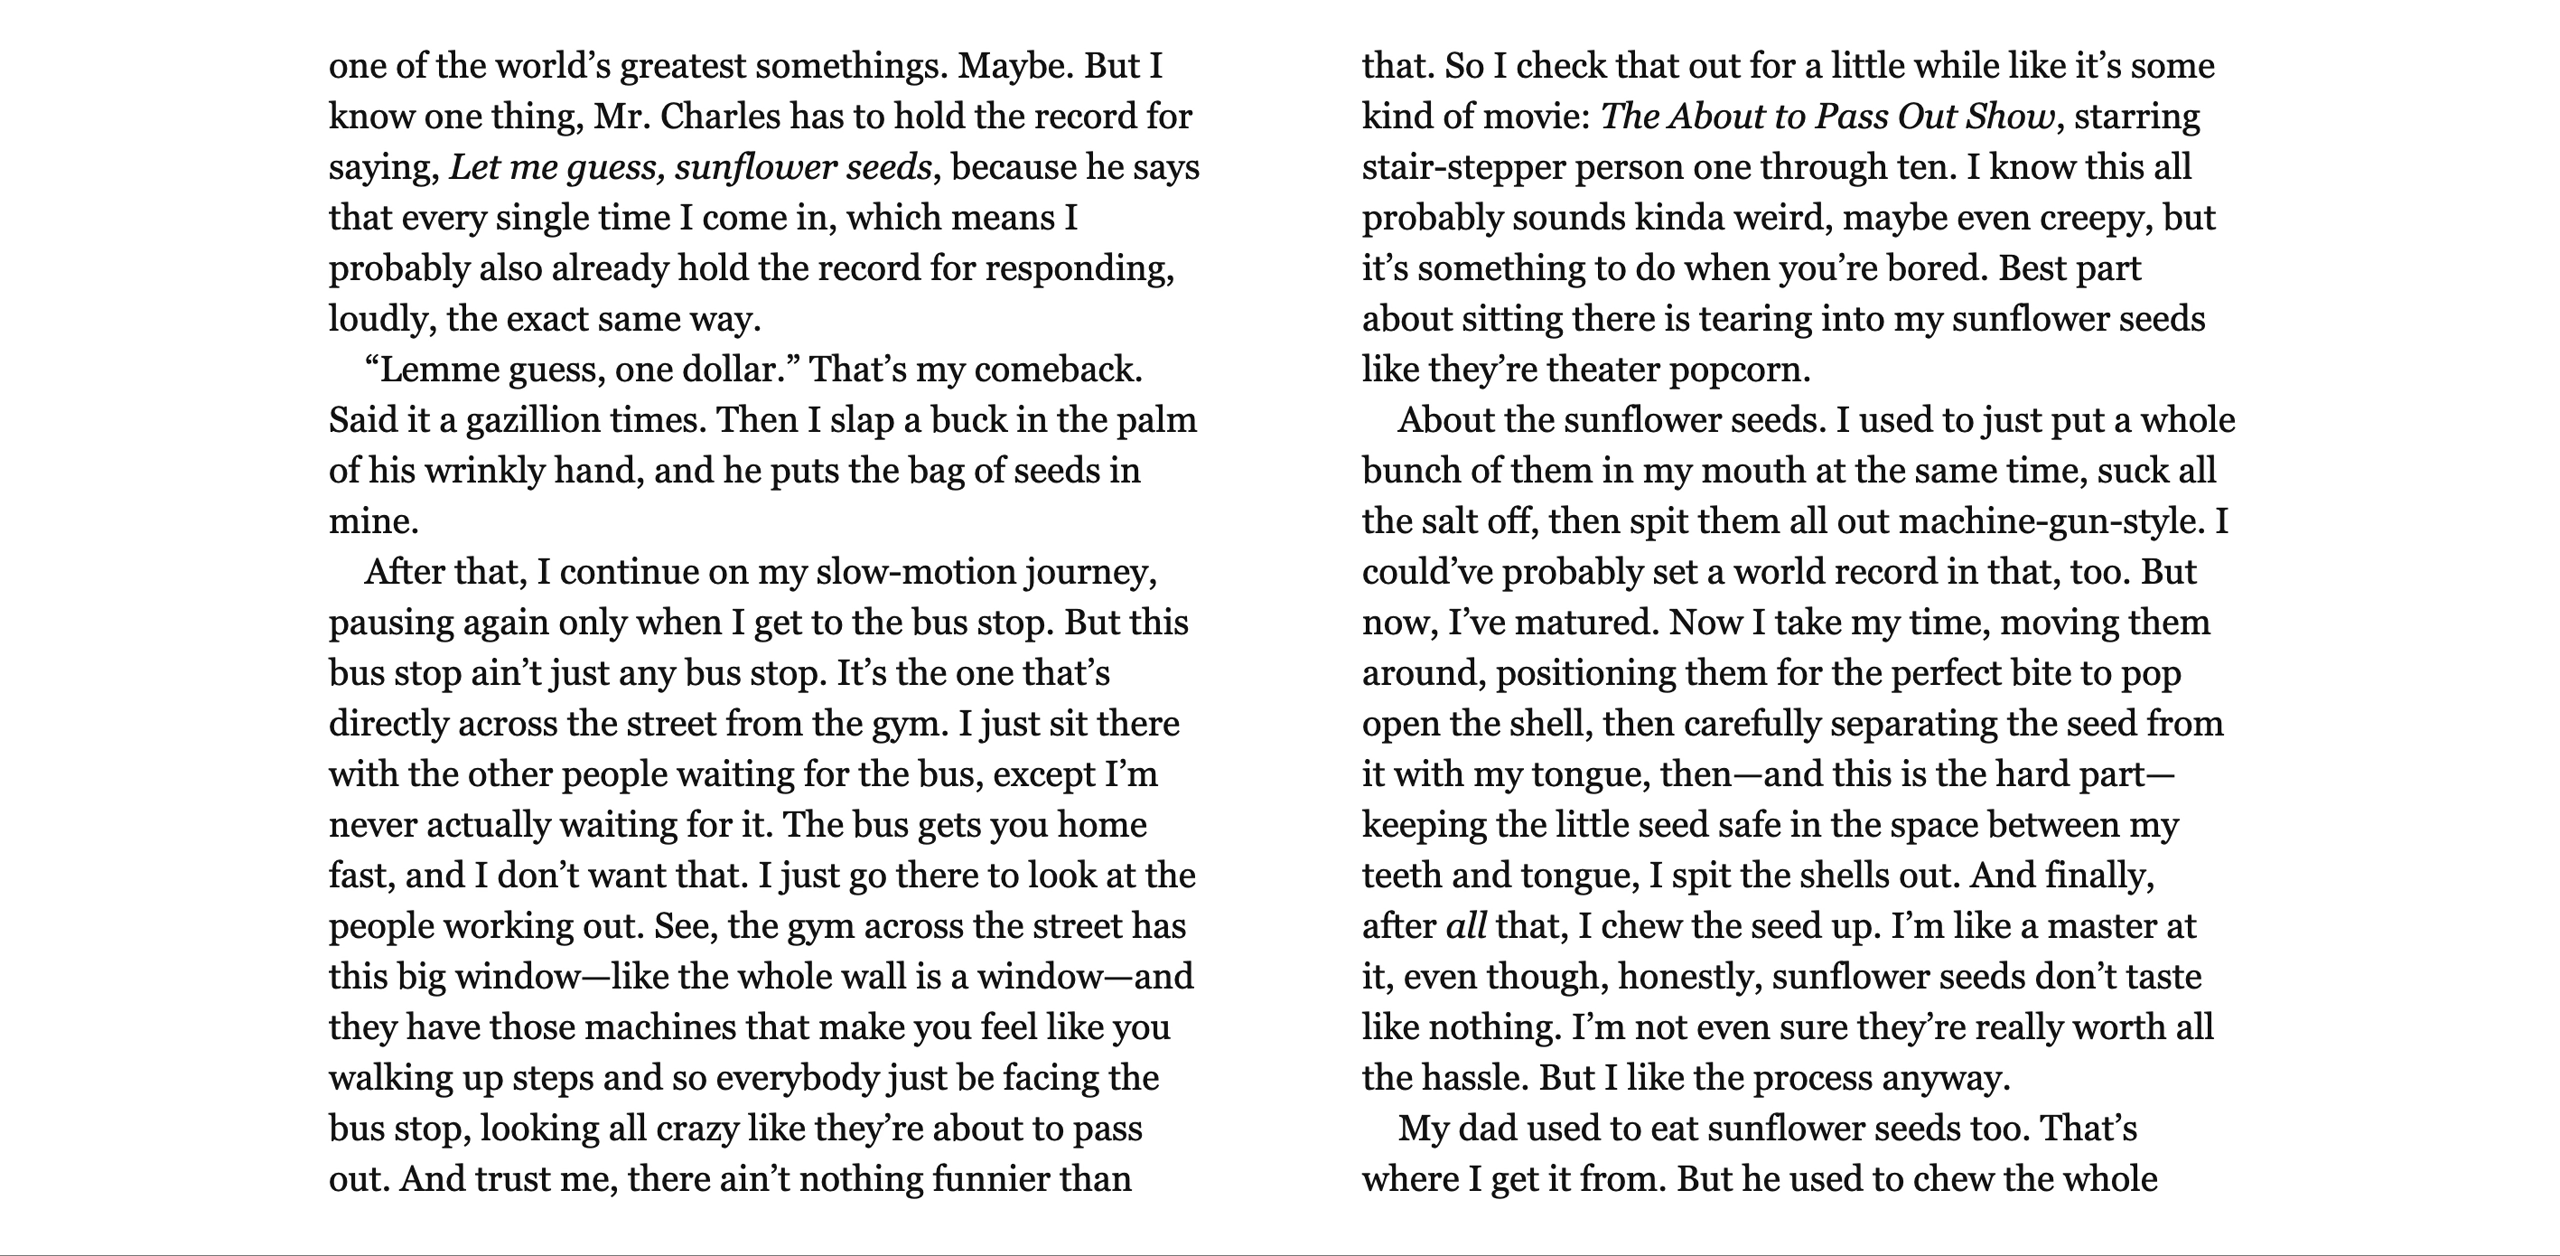 one of the world’s greatest somethings. Maybe. But I
know one thing, Mr. Charles has to hold the record for
saying, Let me guess, sunflower seeds, because he says
that every single time I come in, which means I
probably also already hold the record for responding,
loudly, the exact same way.
“Lemme guess, one dollar.” That’s my comeback.
Said it a gazillion times. Then I slap a buck in the palm
of his wrinkly hand, and he puts the bag of seeds in
mine.
After that, I continue on my slow-motion journey,
pausing again only when I get to the bus stop. But this
bus stop ain’t just any bus stop. It’s the one that’s
directly across the street from the gym. I just sit there
with the other people waiting for the bus, except I’m
never actually waiting for it. The bus gets you home
fast, and I don’t want that. I just go there to look at the
people working out. See, the gym across the street has
this big window—like the whole wall is a window—and
they have those machines that make you feel like you
walking up steps and so everybody just be facing the
bus stop, looking all crazy like they’re about to pass
out. And trust me, there ain’t nothing funnier than
that. So I check that out for a little while like it’s some
kind of movie: The About to Pass Out Show, starring
stair-stepper person one through ten. I know this all
probably sounds kinda weird, maybe even creepy, but
it’s something to do when you’re bored. Best part
about sitting there is tearing into my sunflower seeds
like they’re theater popcorn.
About the sunflower seeds. I used to just put a whole
bunch of them in my mouth at the same time, suck all
the salt off, then spit them all out machine-gun-style. I
could’ve probably set a world record in that, too. But
now, I’ve matured. Now I take my time, moving them
around, positioning them for the perfect bite to pop
open the shell, then carefully separating the seed from
it with my tongue, then—and this is the hard part—
keeping the little seed safe in the space between my
teeth and tongue, I spit the shells out. And finally,
after all that, I chew the seed up. I’m like a master at
it, even though, honestly, sunflower seeds don’t taste
like nothing. I’m not even sure they’re really worth all
the hassle. But I like the process anyway.
My dad used to eat sunflower seeds too. That’s
where I get it from. But he used to chew the whole